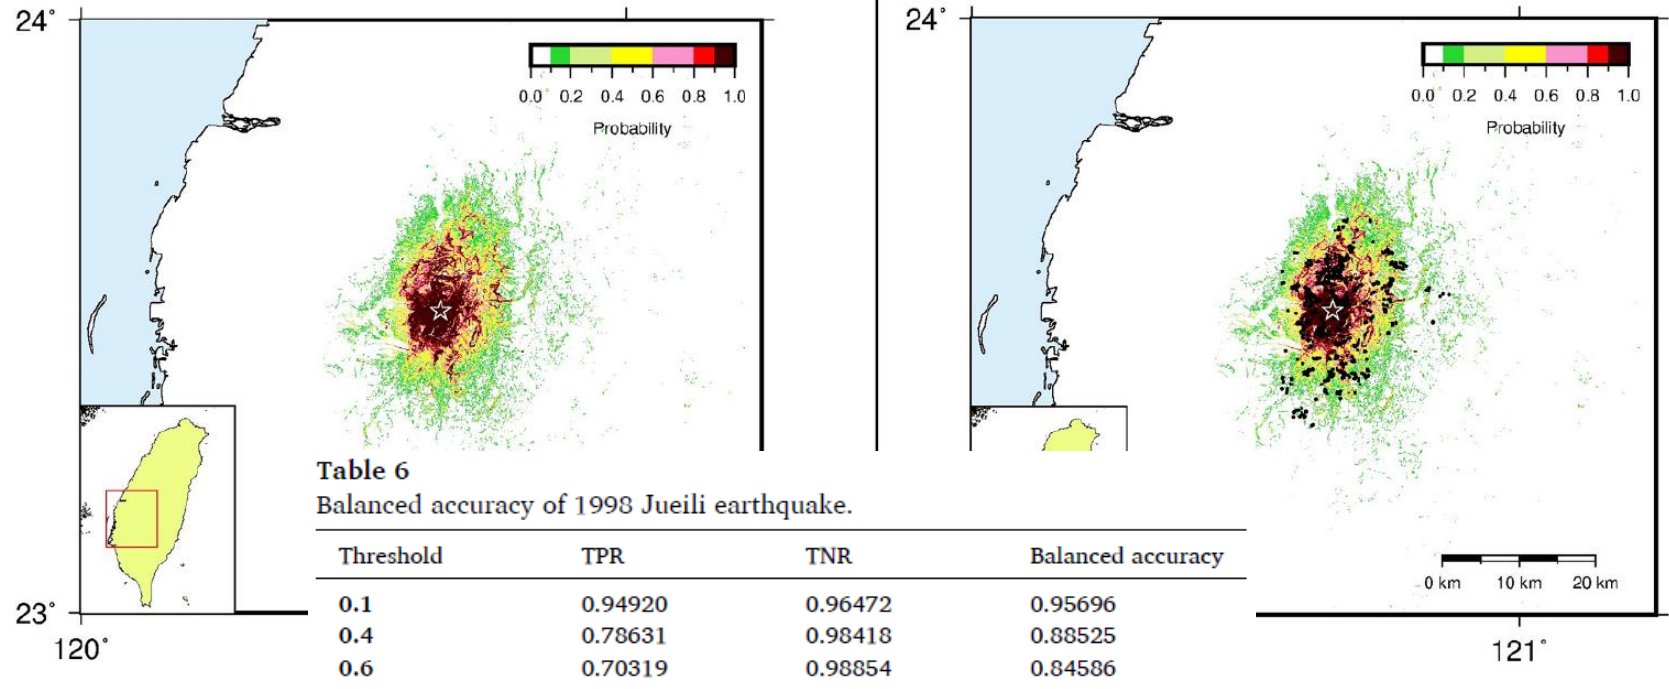 24°
0.0 0.2 0.4 0.6 0.8 1.0
Probability
24°
0.0 0.2 0.4 0.6 0.8 1.0
Probability
23°
120°
Table 6
Balanced accuracy of 1998 Jueili earthquake.
Threshold TPR TNR Balanced accuracy
0.1 0.94920 0.96472 0.95696
0.4 0.78631 0.98418 0.88525
0.6 0.70319 0.98854 0.84586
0 km 10 km 20 km
121°